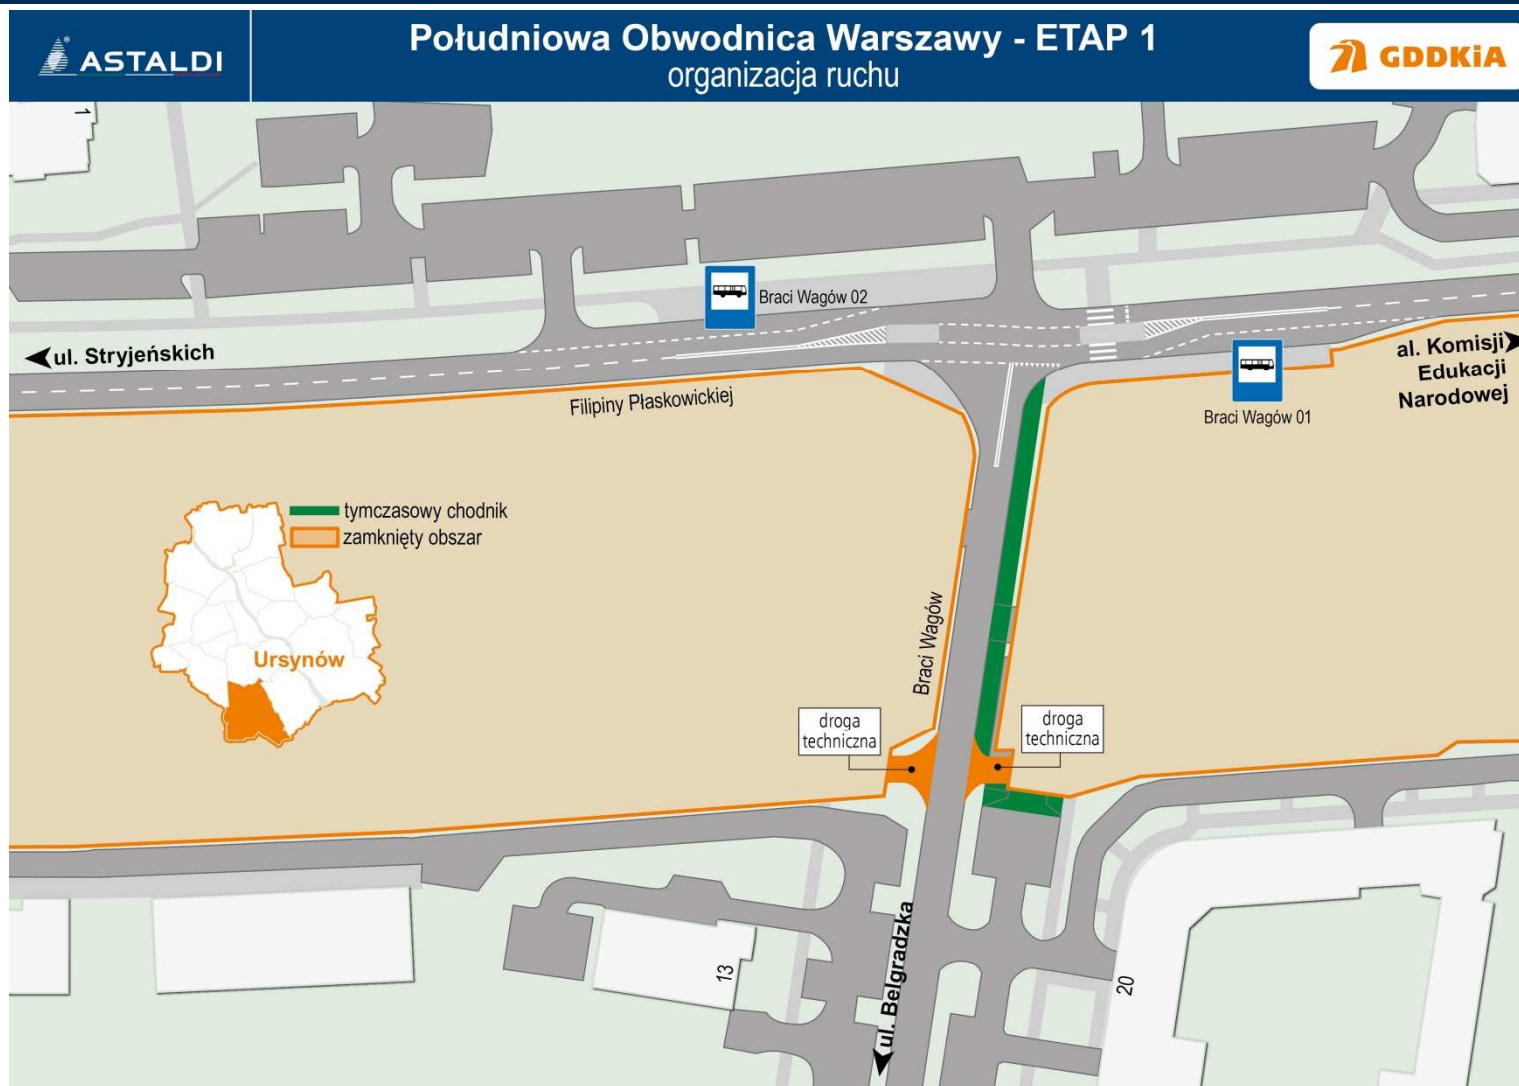 ASTALDI
Południowa Obwodnica Warszawy - ETAP 1
organizacja ruchu
GDDKiA
1
Braci Wagów 02
ul. Stryjeńskich
al. Komisji
Edukacji
Narodowej
Filipiny Płaskowickiej
Braci Wagów 01
tymczasowy chodnik
zamknięty obszar
Ursynów
Braci Wagów
droga
techniczna
droga
techniczna
ul. Belgradzka
13
20